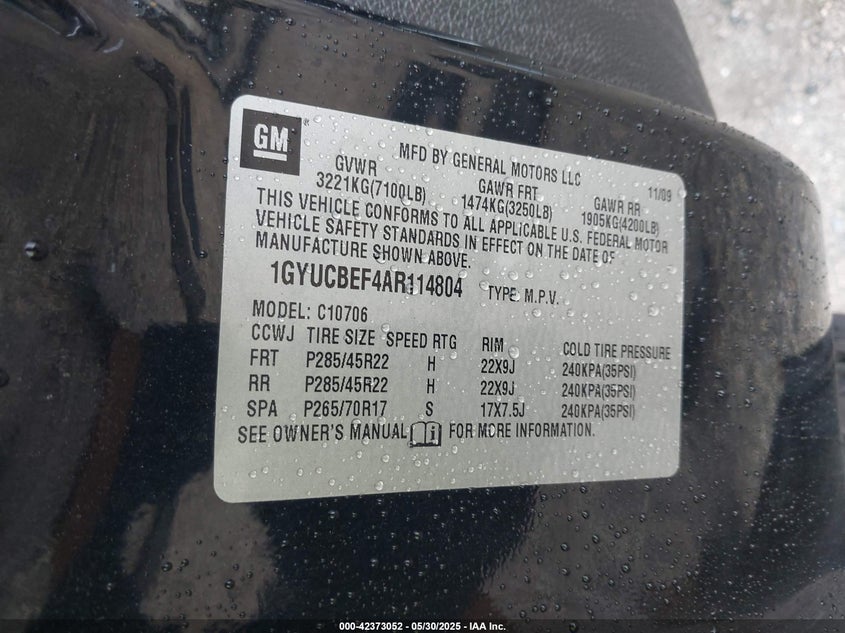 GM
MFD BY GENERAL MOTORS LLC 11/09
GVWR GAWR FRT GAWR RR
3221KG(7100LB) 1474KG(3250LB) 1905KG(4200LB)
THIS VEHICLE CONFORMS TO ALL APPLICABLE U.S. FEDERAL MOTOR
VEHICLE SAFETY STANDARDS IN EFFECT ON THE DATE OF
MANUFACTURE SHOWN ABOVE.
1GYUCBEF4AR114804 TYPE: M.P.V.
MODEL: C10706
CCWJ TIRE SIZE SPEED RTG RIM COLD TIRE PRESSURE
FRT P285/45R22 H 22X9J 240KPA(35PSI)
RR P285/45R22 H 22X9J 240KPA(35PSI)
SPA P265/70R17 S 17X7.5J 240KPA(35PSI)
SEE OWNER'S MANUAL FOR MORE INFORMATION.
000-42373052 - 05/30/2025 - IAA Inc.